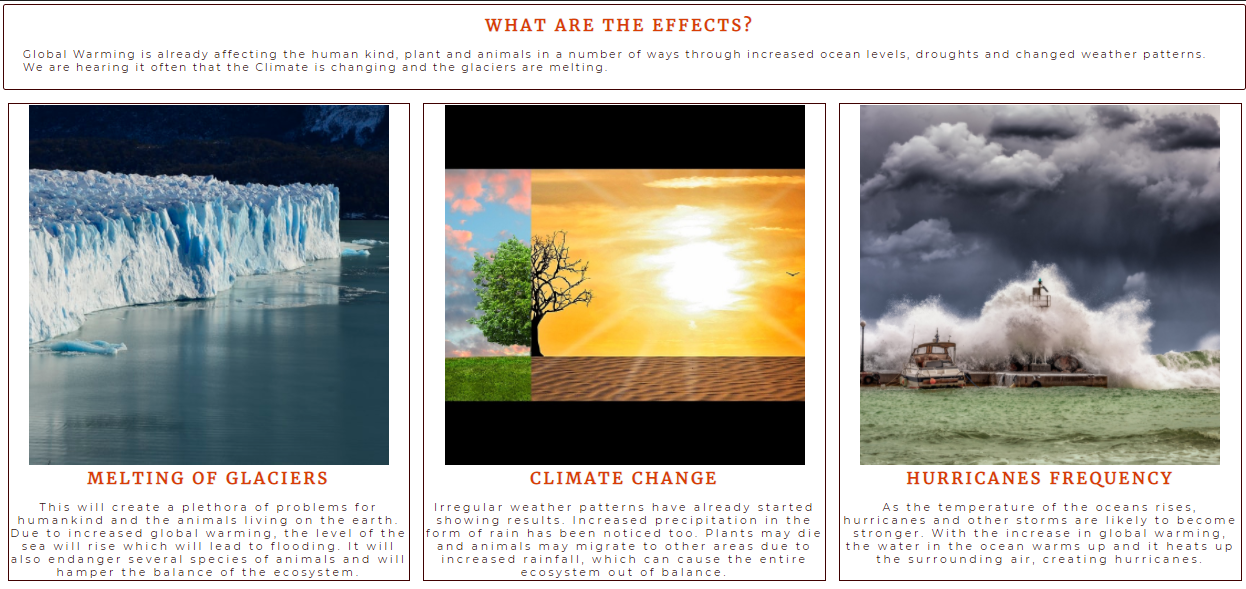 WHAT ARE THE EFFECTS?
Global Warming is already affecting the human kind, plant and animals in a number of ways through increased ocean levels, droughts and changed weather patterns.
We are hearing it often that the Climate is changing and the glaciers are melting.
MELTING OF GLACIERS
This will create a plethora of problems for
humankind and the animals living on the earth.
Due to increased global warming, the level of the
sea will rise which will lead to flooding. It will
also endanger several species of animals and will
hamper the balance of the ecosystem.
CLIMATE CHANGE
Irregular weather patterns have already started
showing results. Increased precipitation in the
form of rain has been noticed too. Plants may die
and animals may migrate to other areas due to
increased rainfall, which can cause the entire
ecosystem out of balance.
HURRICANES FREQUENCY
As the temperature of the oceans rises,
hurricanes and other storms are likely to become
stronger. With the increase in global warming,
the water in the ocean warms up and it heats up
the surrounding air, creating hurricanes.